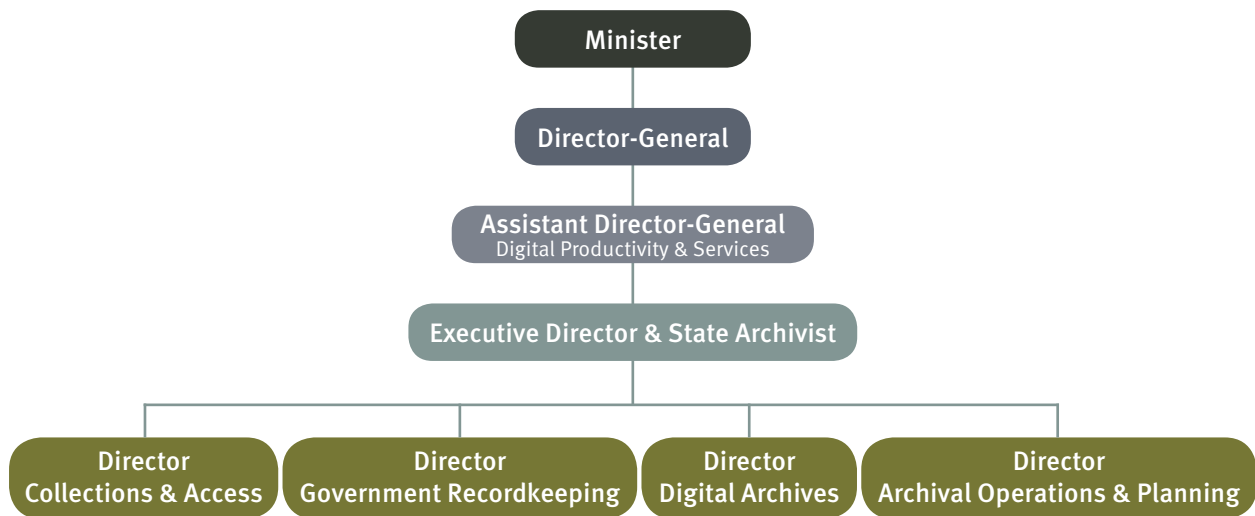 Minister
Director-General
Assistant Director-General
Digital Productivity & Services
Executive Director & State Archivist
Director
Collections & Access
Director
Government Recordkeeping
Director
Digital Archives
Director
Archival Operations & Planning